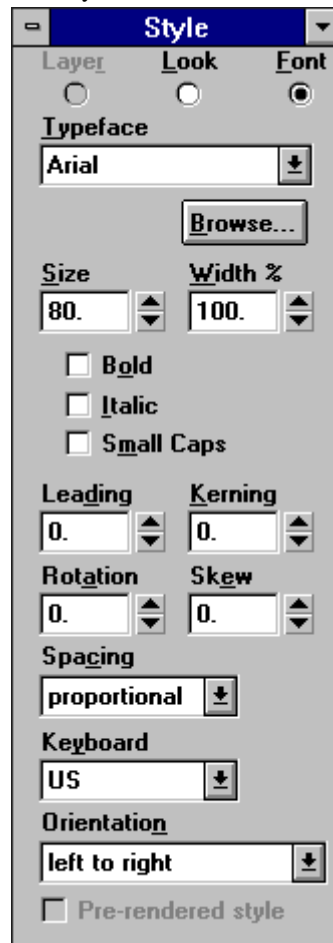 Style
Layer Look Font
Typeface
Arial
Browse...
Size Width %
80. 100.
Bold
Italic
Small Caps
Leading Kerning
0. 0.
Rotation Skew
0. 0.
Spacing
proportional
Keyboard
US
Orientation
left to right
Pre-rendered style